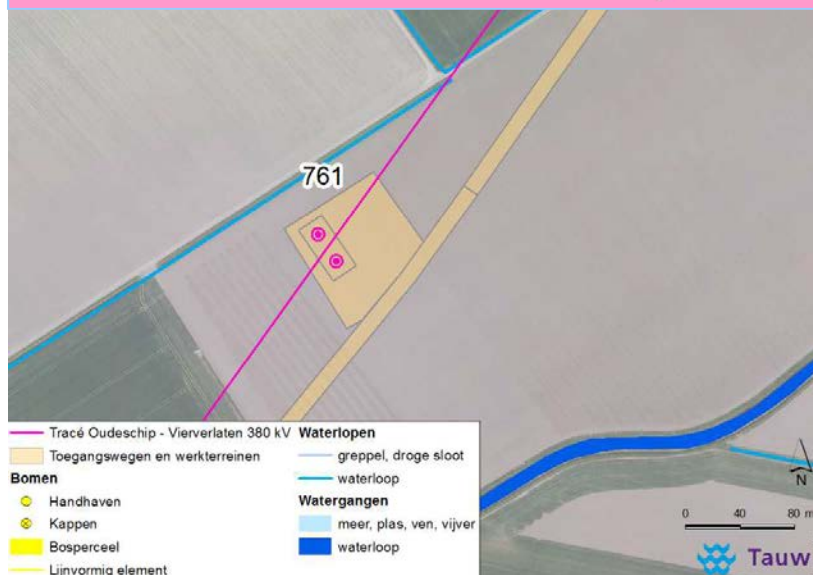 761
Tracé Oudeschip - Vierverlaten 380 kV
Toegangswegen en werkterreinen
Bomen
Handhaven
Kappen
Bosperceel
Lijnvormig element
Waterlopen
greppel, droge sloot
waterloop
Watergangen
meer, plas, ven, vijver
waterloop
N
0 40 80 m
Tauw